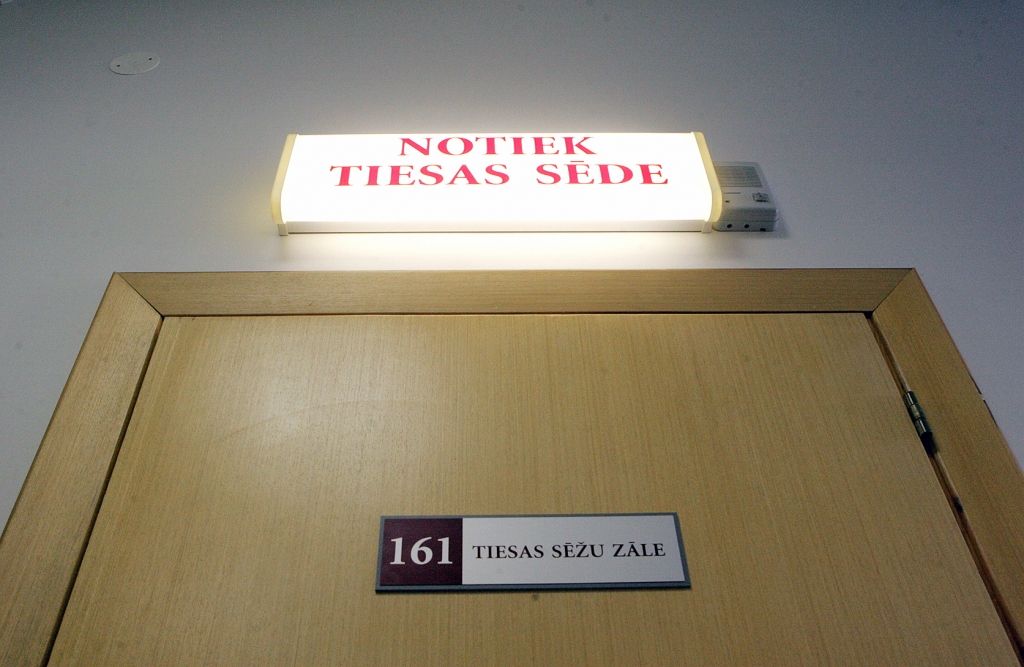 NOTIEK
TIESAS SĒDE
161 TIESAS SĒŽU ZĀLE